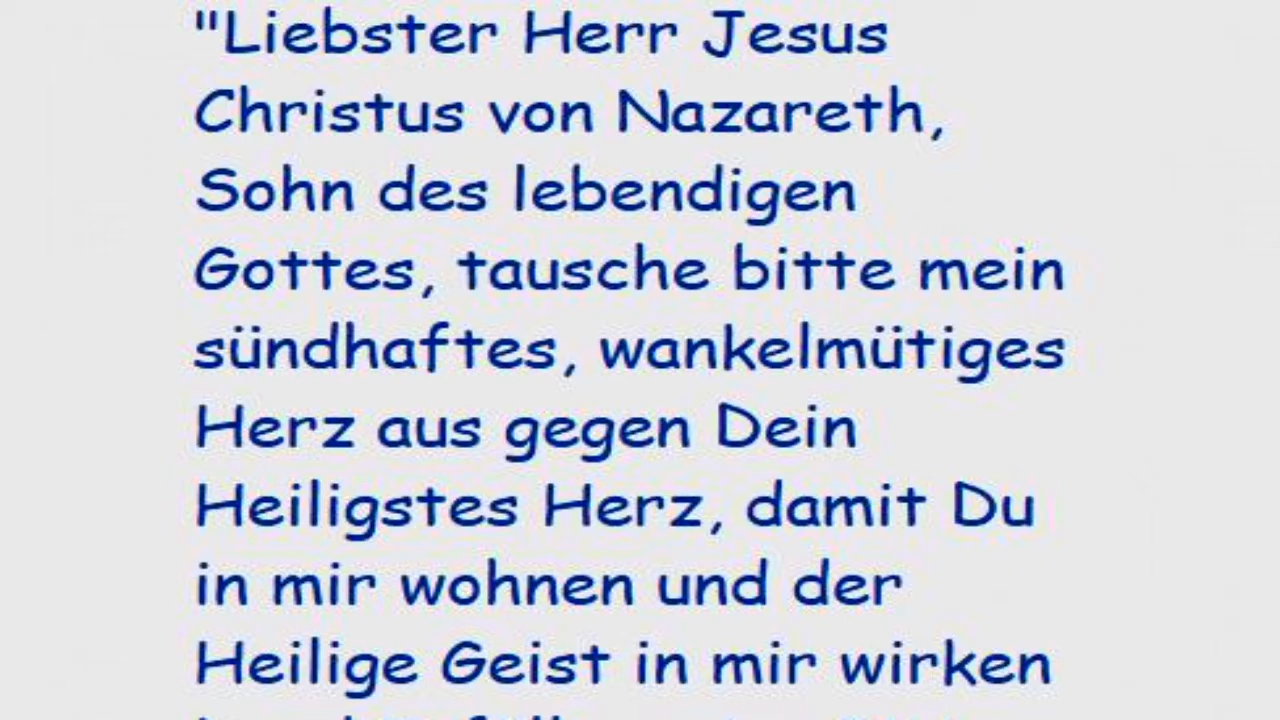 "Liebster Herr Jesus
Christus von Nazareth,
Sohn des lebendigen
Gottes, tausche bitte mein
sündhaftes, wankelmütiges
Herz aus gegen Dein
Heiligstes Herz, damit Du
in mir wohnen und der
Heilige Geist in mir wirken